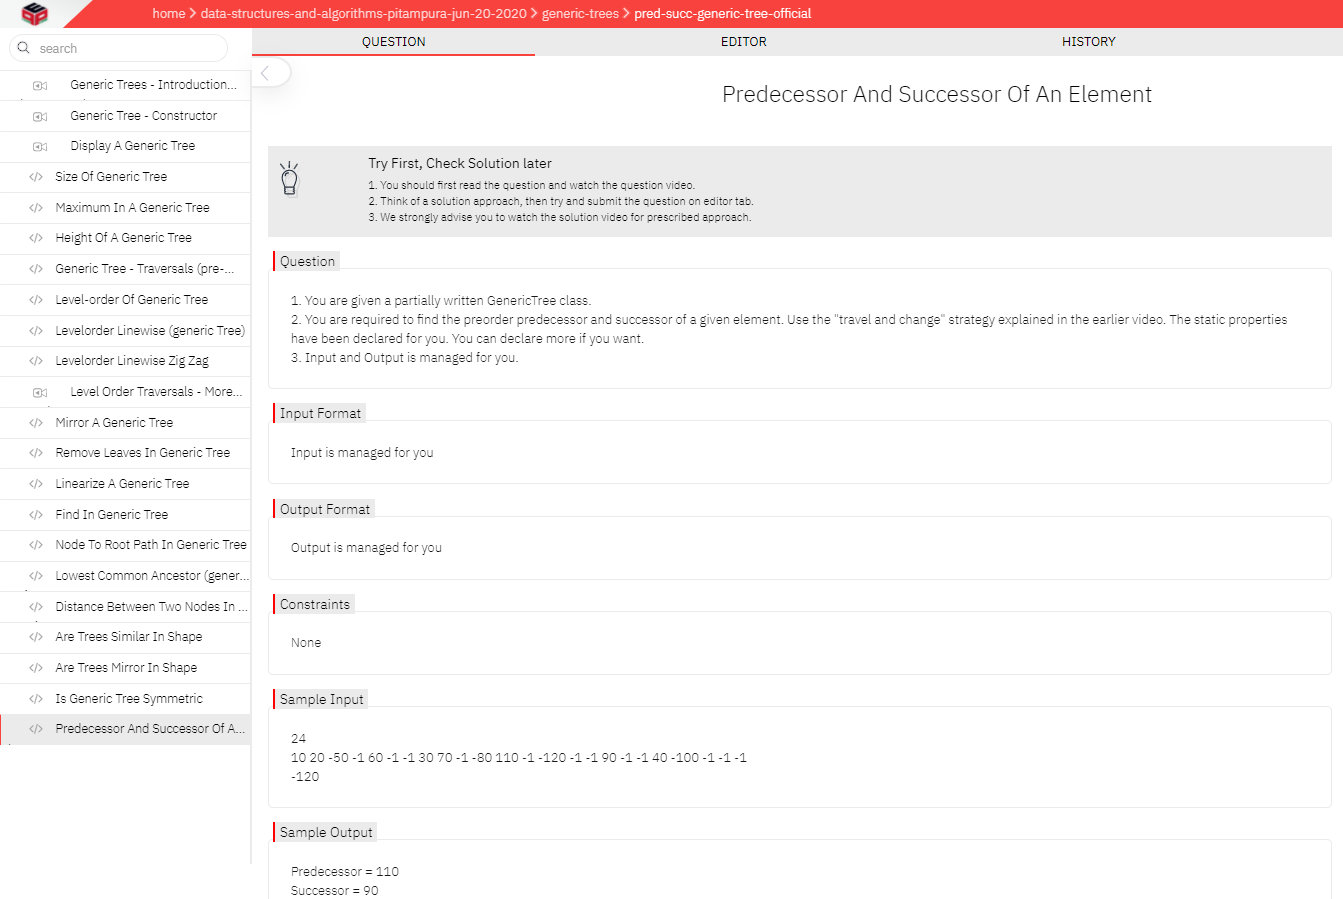 home > data-structures-and-algorithms-pitampura-jun-20-2020 > generic-trees > pred-succ-generic-tree-official
search
Generic Trees - Introduction...
Generic Tree - Constructor
Display A Generic Tree
Size Of Generic Tree
Maximum In A Generic Tree
Height Of A Generic Tree
Generic Tree - Traversals (pre-...
Level-order Of Generic Tree
Levelorder Linewise (generic Tree)
Levelorder Linewise Zig Zag
Level Order Traversals - More...
Mirror A Generic Tree
Remove Leaves In Generic Tree
Linearize A Generic Tree
Find In Generic Tree
Node To Root Path In Generic Tree
Lowest Common Ancestor (gener...
Distance Between Two Nodes In ...
Are Trees Similar In Shape
Are Trees Mirror In Shape
Is Generic Tree Symmetric
Predecessor And Successor Of A...
QUESTION EDITOR HISTORY
Predecessor And Successor Of An Element
Try First, Check Solution later
1. You should first read the question and watch the question video.
2. Think of a solution approach, then try and submit the question on editor tab.
3. We strongly advise you to watch the solution video for prescribed approach.
Question
1. You are given a partially written GenericTree class.
2. You are required to find the preorder predecessor and successor of a given element. Use the "travel and change" strategy explained in the earlier video. The static properties
have been declared for you. You can declare more if you want.
3. Input and Output is managed for you.
Input Format
Input is managed for you
Output Format
Output is managed for you
Constraints
None
Sample Input
24
10 20 -50 -1 60 -1 -1 30 70 -1 -80 110 -1 -120 -1 -1 90 -1 -1 40 -100 -1 -1 -1
-120
Sample Output
Predecessor = 110
Successor = 90